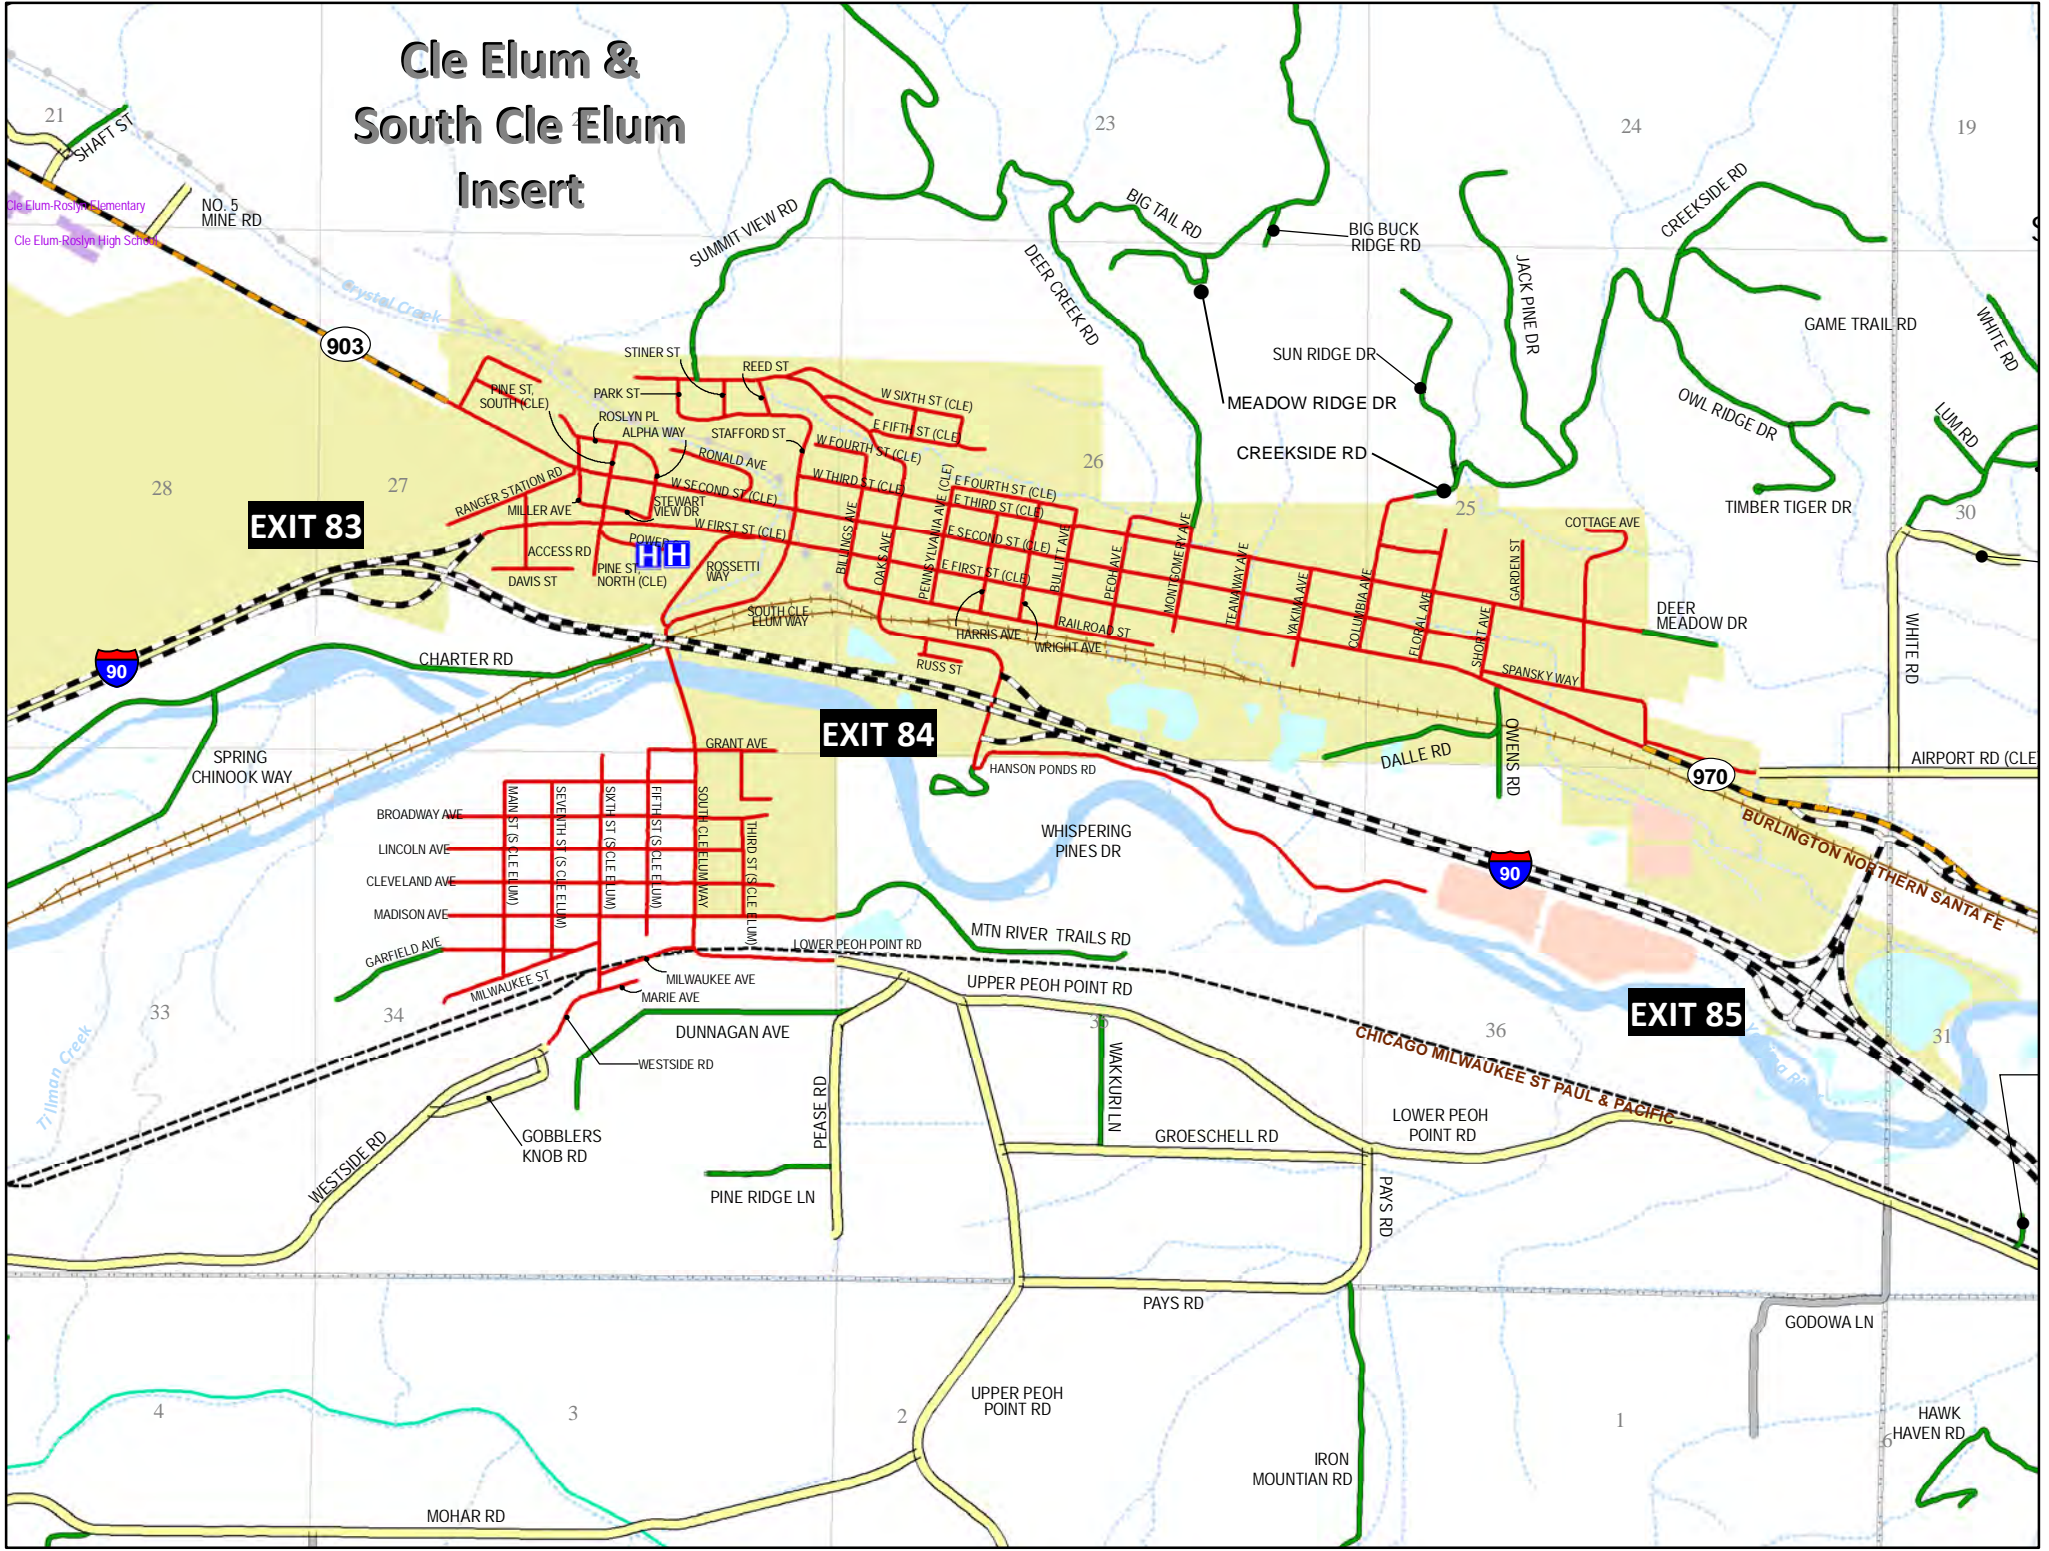 Cle Elum &
South Cle Elum
Insert
21
22
23
24
19
SHAFT ST
NO. 5
MINE RD
Cle Elum-Roslyn Elementary
Cle Elum-Roslyn High School
Crystal Creek
903
SUMMIT VIEW RD
DEER CREEK RD
BIG TAIL RD
BIG BUCK
RIDGE RD
MEADOW RIDGE DR
SUN RIDGE DR
CREEKSIDE RD
JACK PINE DR
CREEKSIDE RD
GAME TRAIL RD
OWL RIDGE DR
TIMBER TIGER DR
WHITE RD
LUM RD
28
27
26
25
30
EXIT 83
STINER ST
REED ST
PARK ST
PINE ST,
SOUTH (CLE)
ROSLYN PL
ALPHA WAY
STAFFORD ST
RONALD AVE
W SIXTH ST (CLE)
E FIFTH ST (CLE)
W FOURTH ST (CLE)
W THIRD ST (CLE)
W SECOND ST (CLE)
W FIRST ST (CLE)
RANGER STATION RD
MILLER AVE
STEWART
VIEW DR
ACCESS RD
DAVIS ST
PINE ST,
NORTH (CLE)
H H
ROSSETTI
WAY
SOUTH CLE
ELUM WAY
BILLINGS AVE
OAKS AVE
PENNSYLVANIA AVE (CLE)
E FOURTH ST (CLE)
E THIRD ST (CLE)
E SECOND ST (CLE)
E FIRST ST (CLE)
BULLITT AVE
PEOH AVE
MONTGOMERY AVE
TEANAWAY AVE
YAKIMA AVE
COLUMBIA AVE
FLORAL AVE
SHORT AVE
GARDEN ST
COTTAGE AVE
DEER
MEADOW DR
SPANSKY WAY
HARRIS AVE
WRIGHT AVE
RAILROAD ST
RUSS ST
WHITE RD
90
CHARTER RD
SPRING
CHINOOK WAY
EXIT 84
HANSON PONDS RD
DALLE RD
OWENS RD
970
AIRPORT RD (CLE
BURLINGTON NORTHERN SANTA FE
GRANT AVE
BROADWAY AVE
LINCOLN AVE
CLEVELAND AVE
MADISON AVE
GARFIELD AVE
MAIN ST (S CLE ELUM)
SEVENTH ST (S CLE ELUM)
SIXTH ST (S CLE ELUM)
FIFTH ST (S CLE ELUM)
SOUTH CLE ELUM WAY
THIRD ST (S CLE ELUM)
WHISPERING
PINES DR
90
MTN RIVER TRAILS RD
LOWER PEOH POINT RD
UPPER PEOH POINT RD
MILWAUKEE ST
MILWAUKEE AVE
MARIE AVE
DUNNAGAN AVE
WESTSIDE RD
EXIT 85
33
34
35
36
31
Tillman Creek
CHICAGO MILWAUKEE ST PAUL & PACIFIC
WESTSIDE RD
GOBBLERS
KNOB RD
PEASE RD
PINE RIDGE LN
WAKKURI LN
GROESCHELL RD
LOWER PEOH
POINT RD
PAYS RD
PAYS RD
GODOWA LN
UPPER PEOH
POINT RD
IRON
MOUNTIAN RD
HAWK
HAVEN RD
4
3
2
1
6
MOHAR RD